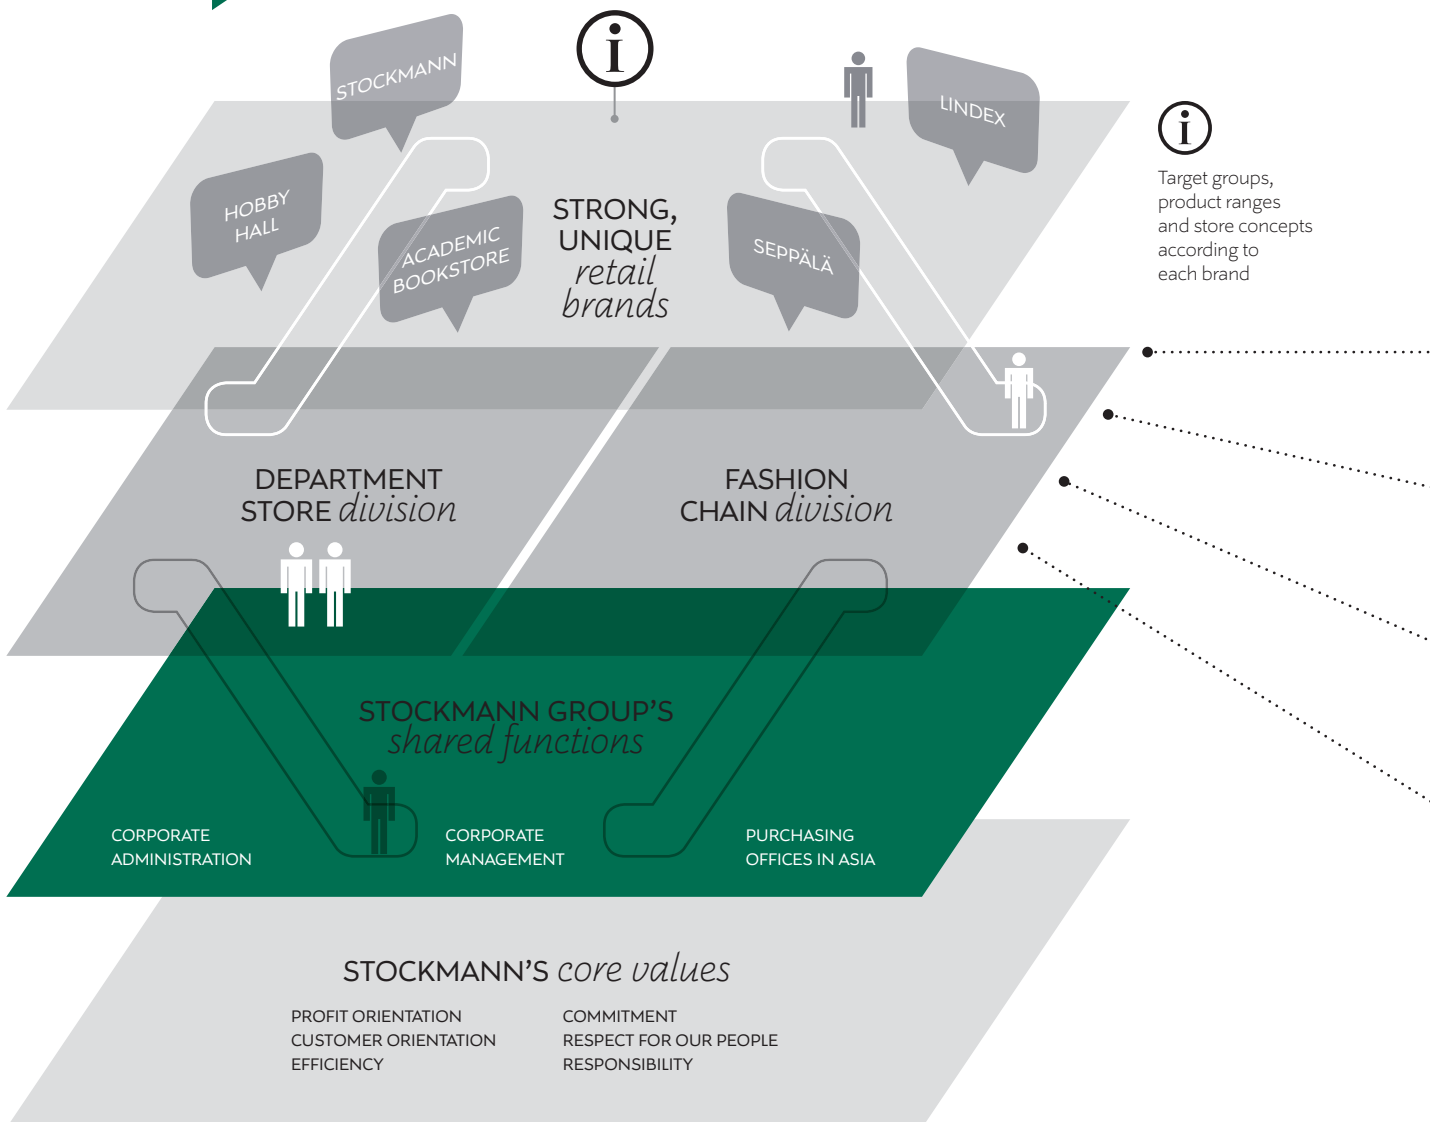 STOCKMANN
LINDEX
HOBBY
HALL
ACADEMIC
BOOKSTORE
STRONG,
UNIQUE
retail
brands
SEPPÄLÄ
Target groups,
product ranges
and store concepts
according to
each brand
DEPARTMENT
STORE division
FASHION
CHAIN division
STOCKMANN GROUP’S
shared functions
CORPORATE
ADMINISTRATION
CORPORATE
MANAGEMENT
PURCHASING
OFFICES IN ASIA
STOCKMANN’S core values
PROFIT ORIENTATION
CUSTOMER ORIENTATION
EFFICIENCY
COMMITMENT
RESPECT FOR OUR PEOPLE
RESPONSIBILITY